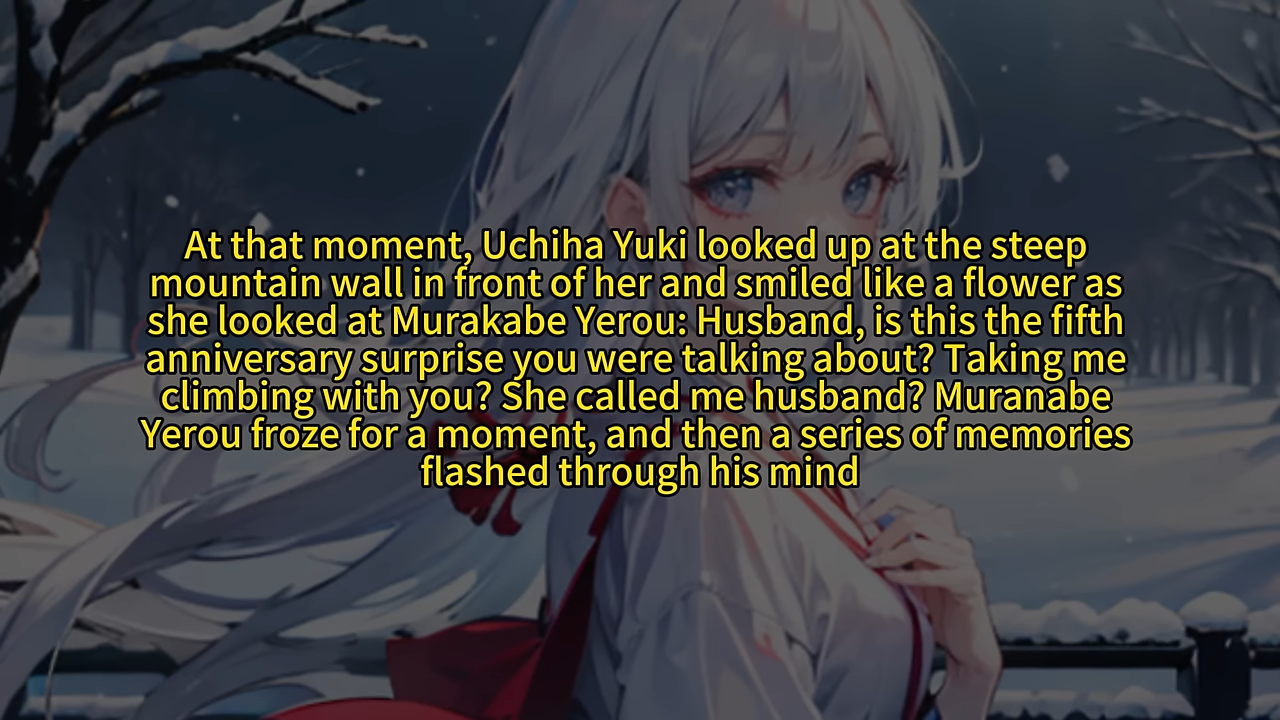 At that moment, Uchiha Yuki looked up at the steep
mountain wall in front of her and smiled like a flower as
she looked at Murakabe Yerou: Husband, is this the fifth
anniversary surprise you were talking about? Taking me
climbing with you? She called me husband? Muranabe
Yerou froze for a moment, and then a series of memories
flashed through his mind